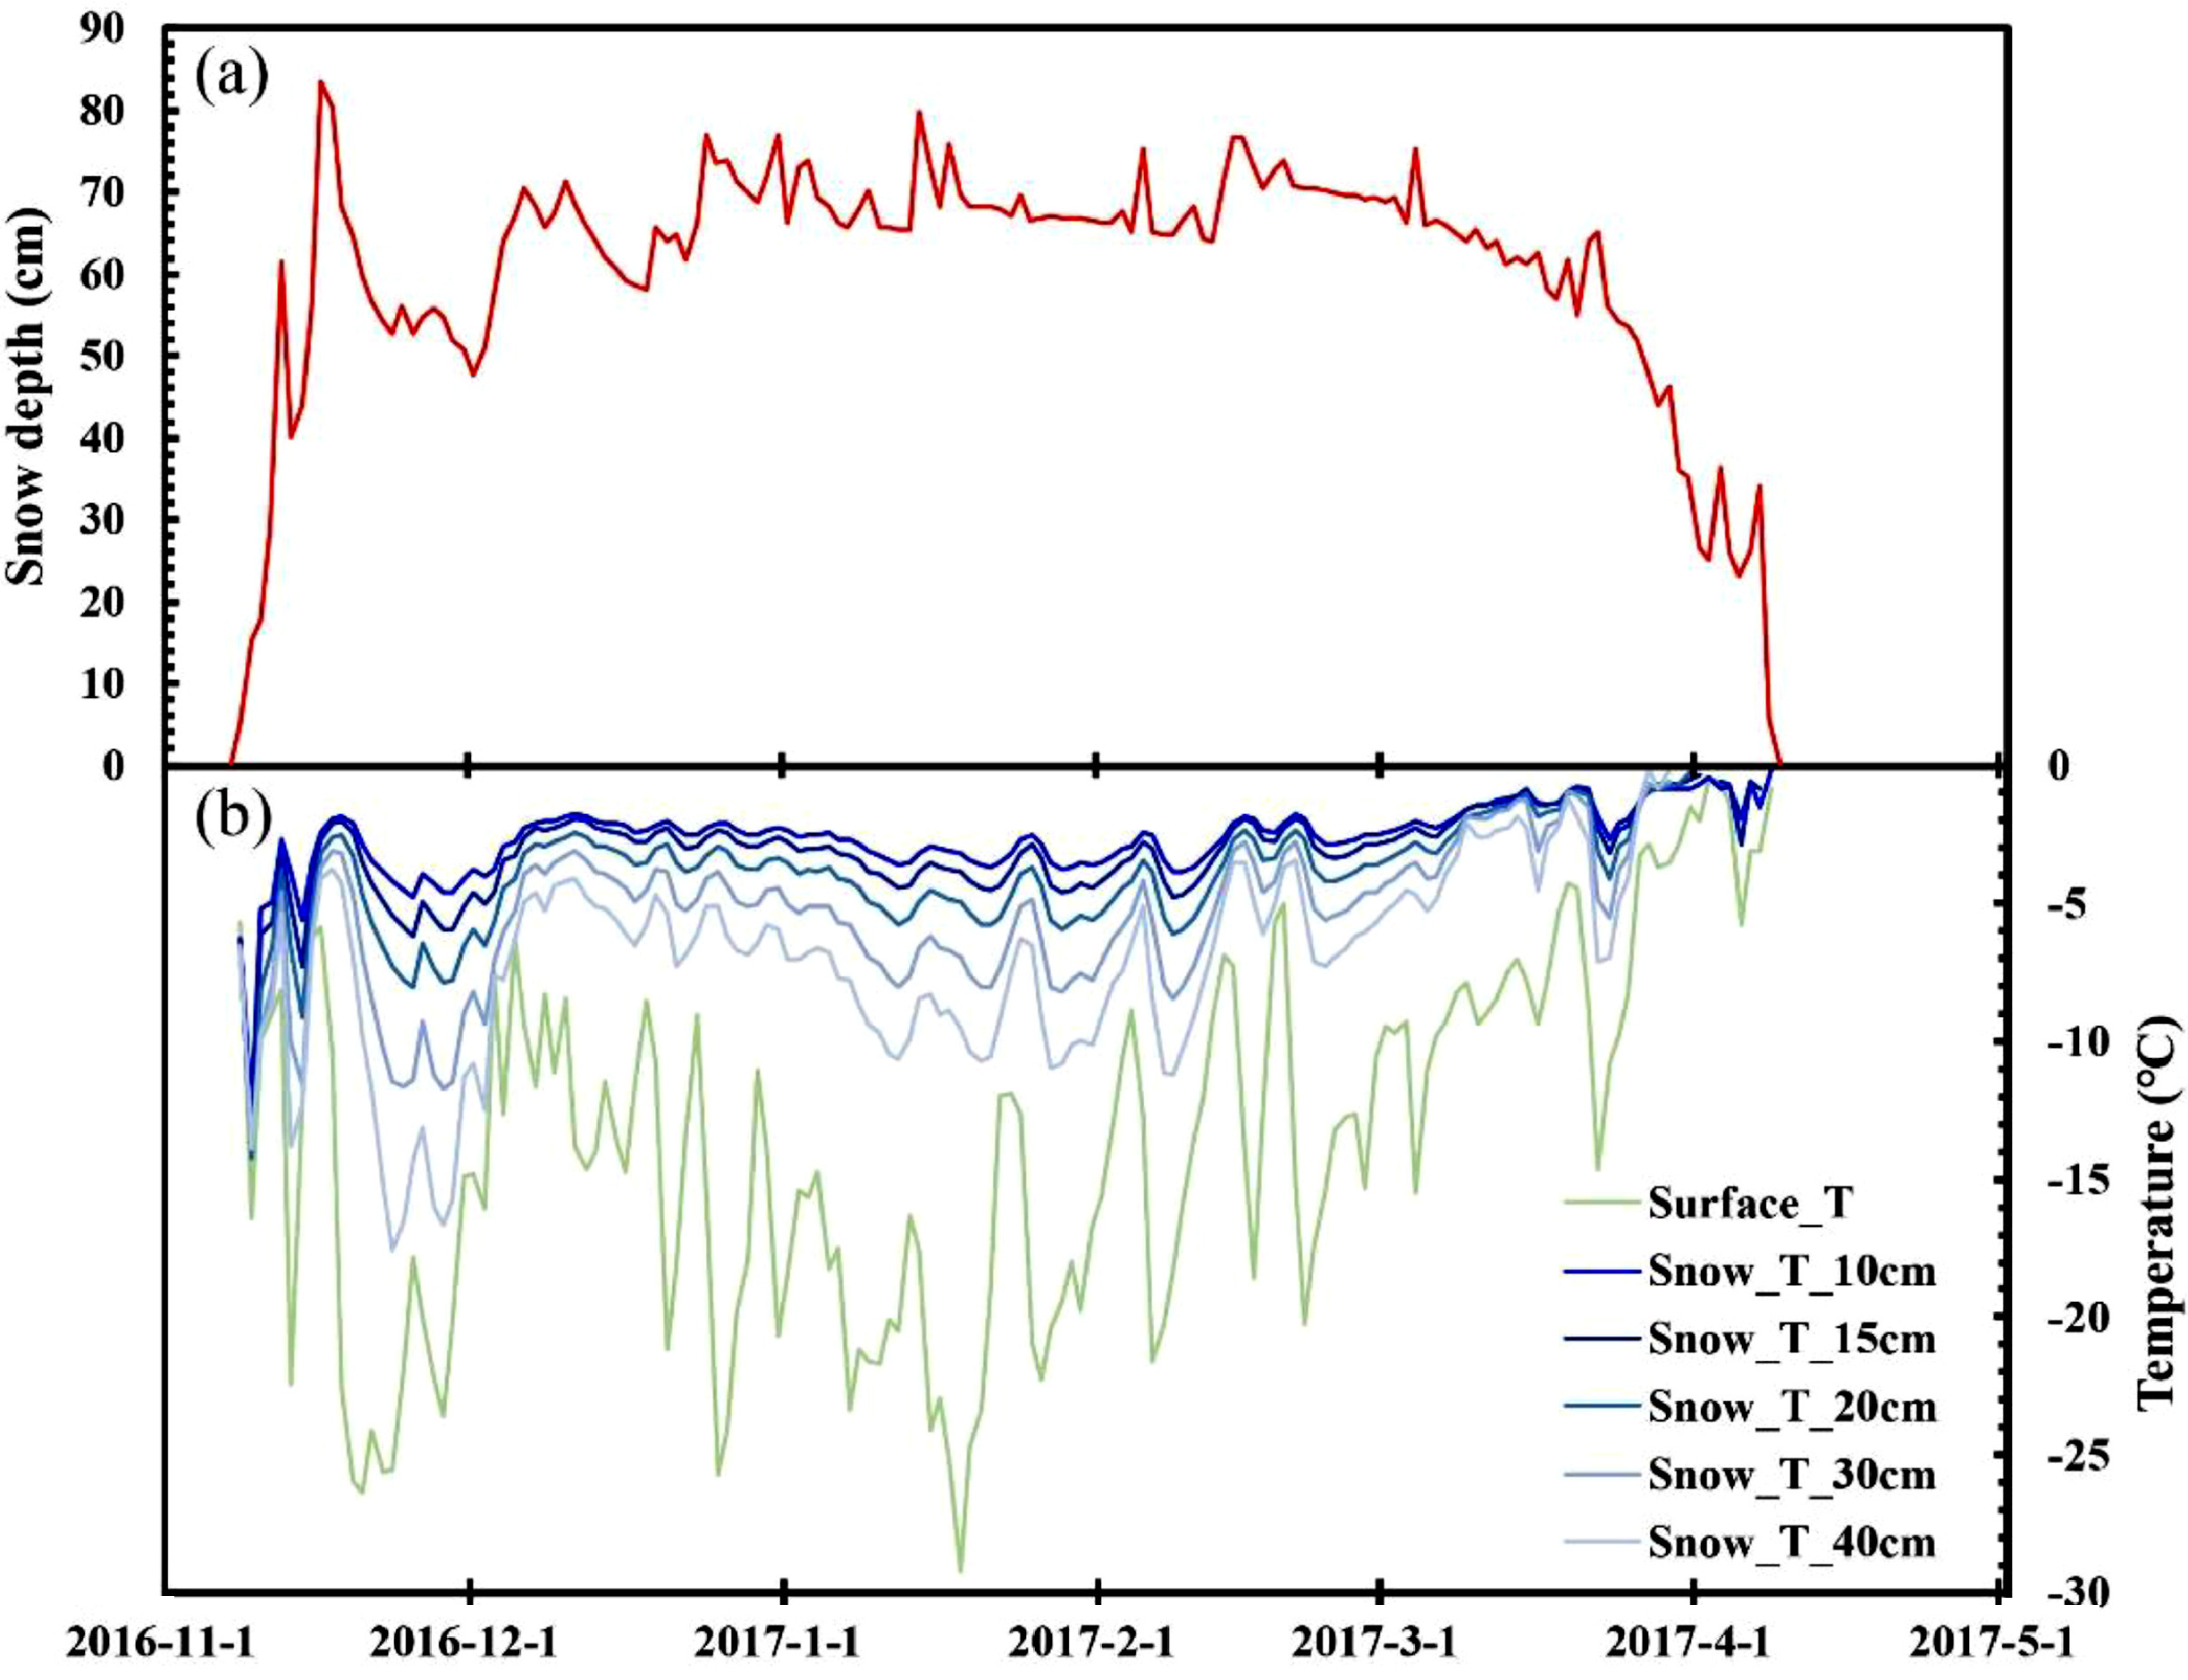 (a)
Snow depth (cm)
90
80
70
60
50
40
30
20
10
0
(b)
0
-5
-10
-15
-20
-25
-30
Temperature (°C)
Surface_T
Snow_T_10cm
Snow_T_15cm
Snow_T_20cm
Snow_T_30cm
Snow_T_40cm
2016-11-1 2016-12-1 2017-1-1 2017-2-1 2017-3-1 2017-4-1 2017-5-1